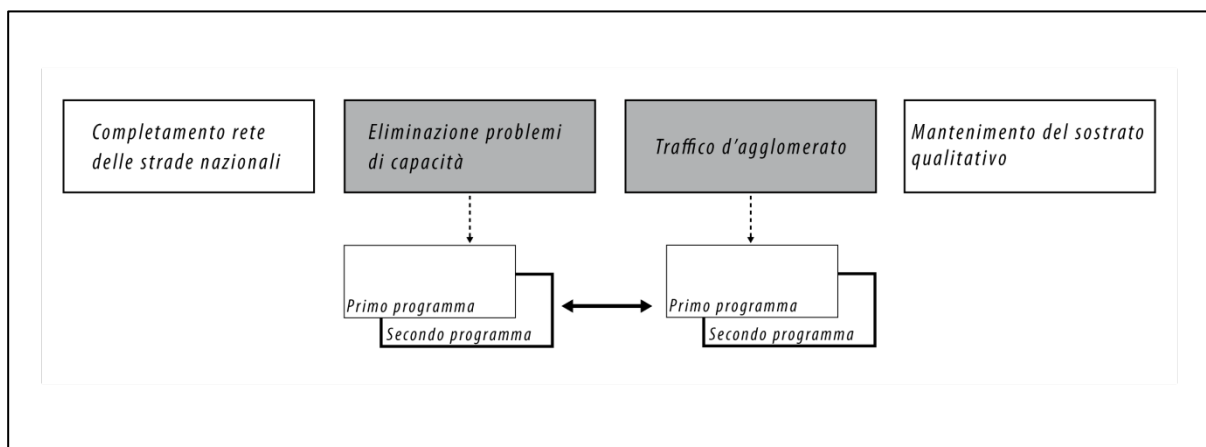 Completamento rete
delle strade nazionali
Eliminazione problemi
di capacità
Traffico d'agglomerato
Mantenimento del sostrato
qualitativo
Primo programma
Secondo programma
Primo programma
Secondo programma